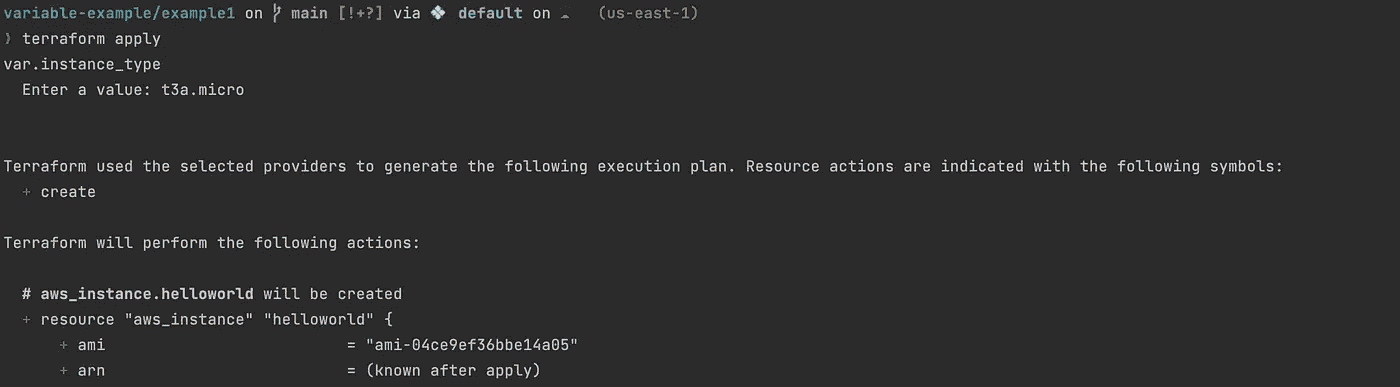 variable-example/example1 on main [!+?] via default on (us-east-1)
⟩ terraform apply
var.instance_type
Enter a value: t3a.micro
Terraform used the selected providers to generate the following execution plan. Resource actions are indicated with the following symbols:
+ create
Terraform will perform the following actions:
# aws_instance.helloworld will be created
+ resource "aws_instance" "helloworld" {
+ ami = "ami-04ce9ef36bbe14a05"
+ arn = (known after apply)